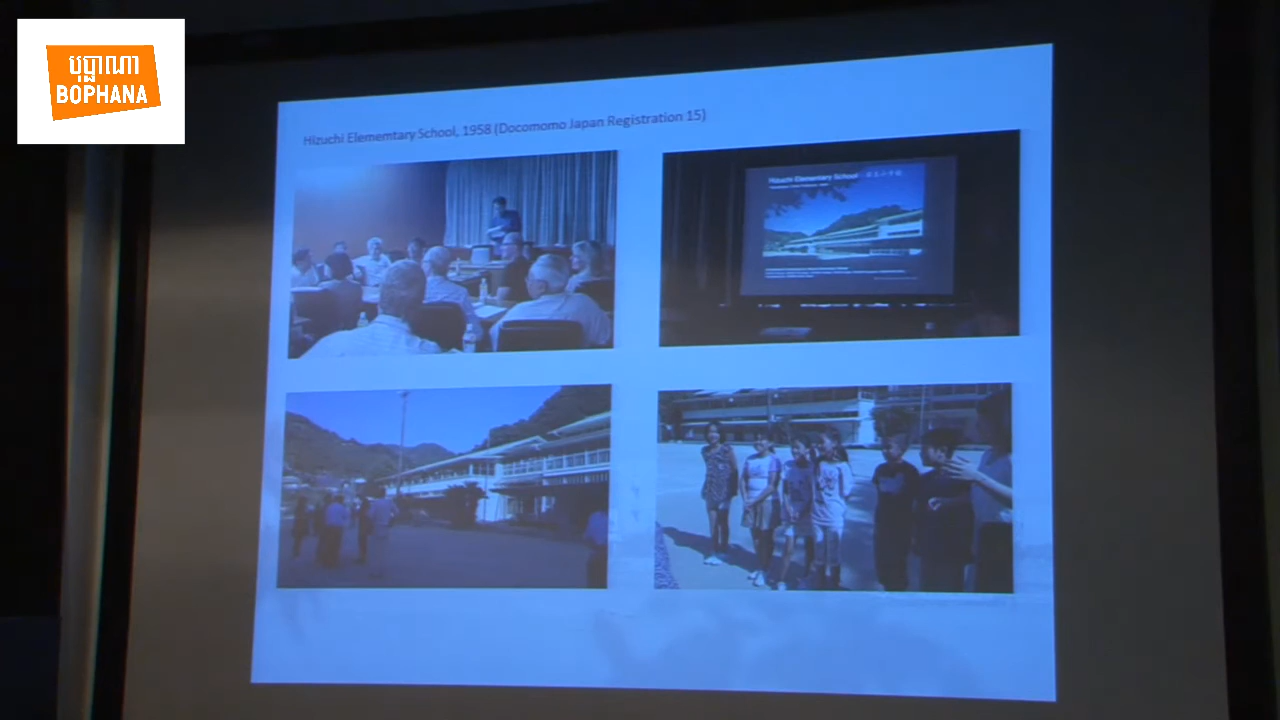 បុប្ផាណា
BOPHANA
Hizuchi Elememtary School, 1958 (Docomomo Japan Registration 15)
Hizuchi Elementary School